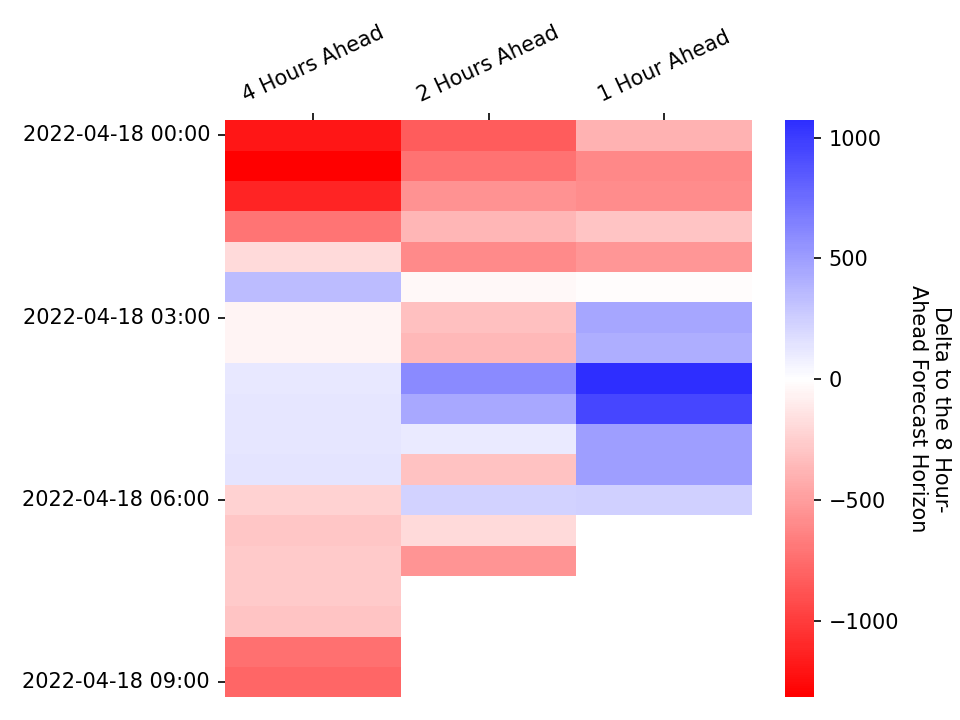 4 Hours Ahead
2 Hours Ahead
1 Hour Ahead
2022-04-18 00:00
2022-04-18 03:00
2022-04-18 06:00
2022-04-18 09:00
1000
500
0
−500
−1000
Delta to the 8 Hour-
Ahead Forecast Horizon